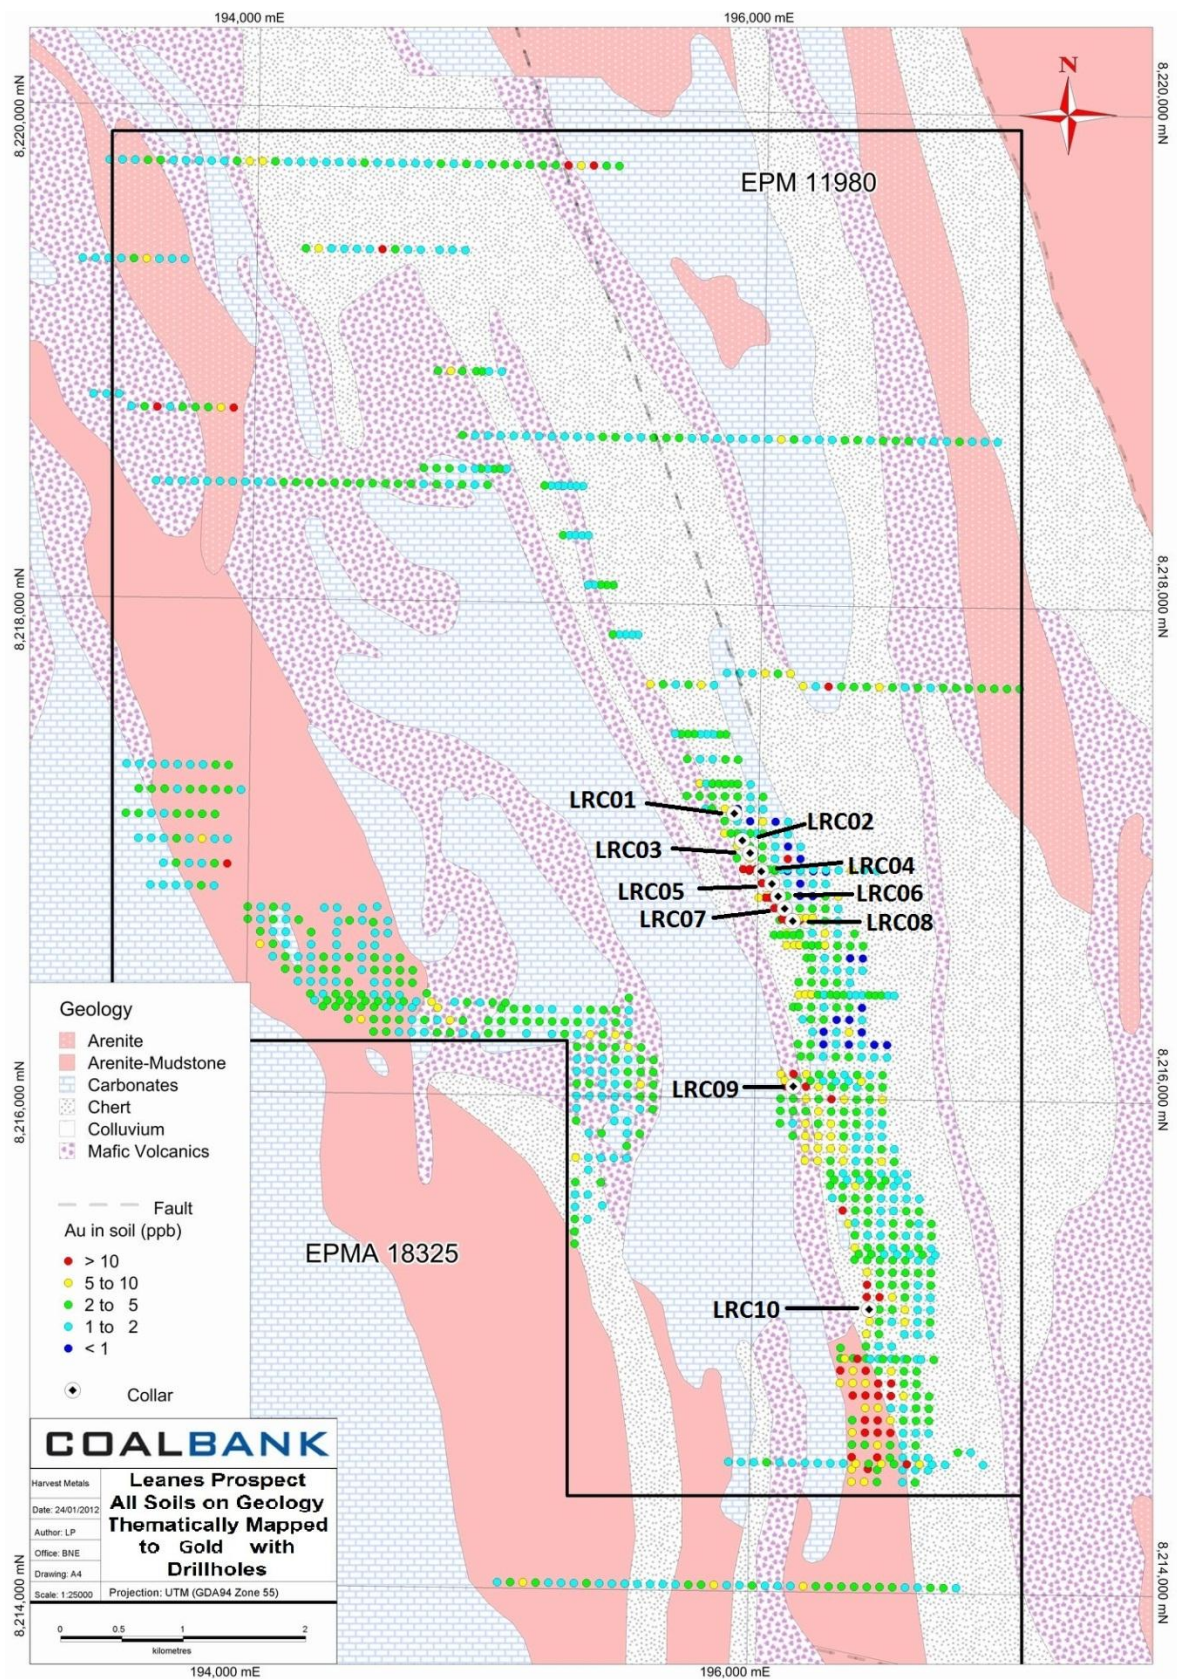 194,000 mE
196,000 mE
8,220,000 mN
8,220,000 mN
N
EPM 11980
8,218,000 mN
8,218,000 mN
LRC01
LRC02
LRC03
LRC04
LRC05
LRC06
LRC07
LRC08
Geology
Arenite
Arenite-Mudstone
Carbonates
Chert
Colluvium
Mafic Volcanics
8,216,000 mN
8,216,000 mN
LRC09
Fault
Au in soil (ppb)
> 10
5 to 10
2 to 5
1 to 2
< 1
Collar
EPMA 18325
LRC10
COALBANK
Harvest Metals
Date: 24/01/2012
Author: LP
Office: BNE
Drawing: A4
Scale: 1:25000
Leanes Prospect
All Soils on Geology
Thematically Mapped
to Gold with
Drillholes
Projection: UTM (GDA94 Zone 55)
0 0.5 1 2
kilometres
8,214,000 mN
8,214,000 mN
194,000 mE
196,000 mE